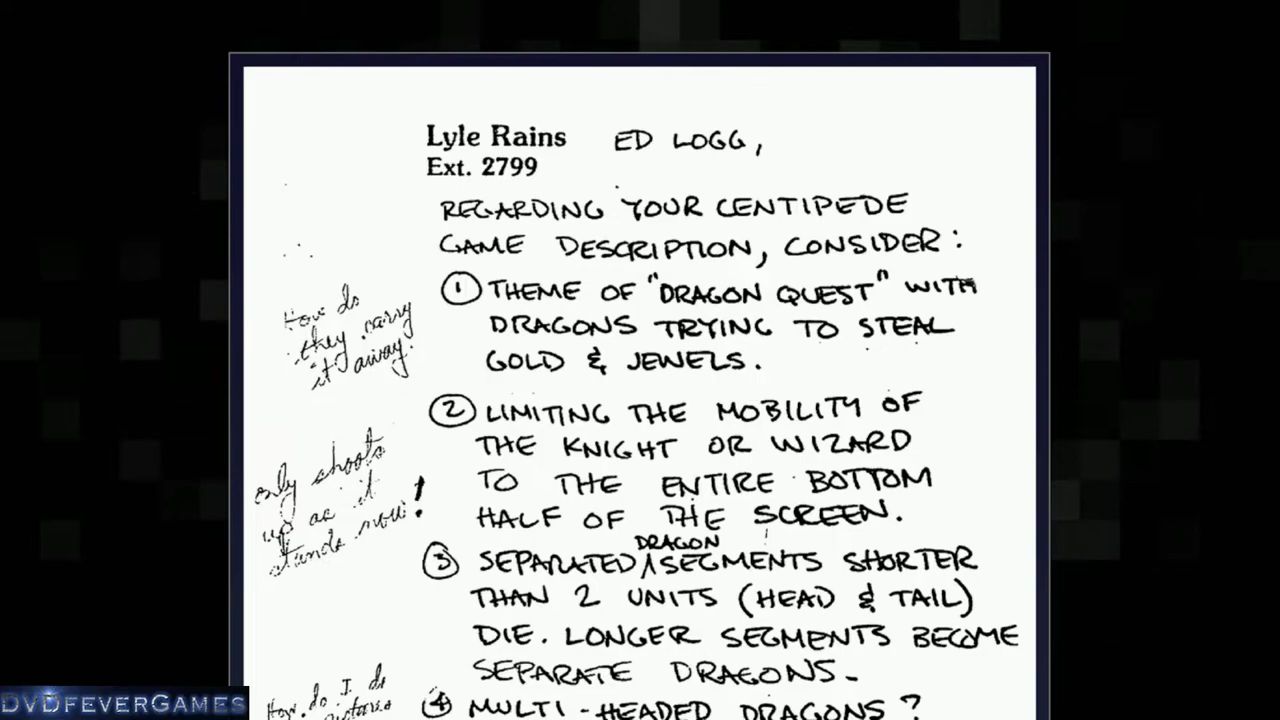 Lyle Rains ED LOGG,
Ext. 2799
REGARDING YOUR CENTIPEDE
GAME DESCRIPTION, CONSIDER:
① THEME OF "DRAGON QUEST" WITH
DRAGONS TRYING TO STEAL
GOLD & JEWELS.
How do
they carry
it away
② LIMITING THE MOBILITY OF
THE KNIGHT OR WIZARD
TO THE ENTIRE BOTTOM
HALF OF THE SCREEN.
only shoots
up as it
stands now!
③ SEPARATED DRAGON SEGMENTS SHORTER
THAN 2 UNITS (HEAD & TAIL)
DIE. LONGER SEGMENTS BECOME
SEPARATE DRAGONS.
How do I do
④ MULTI-HEADED DRAGONS?
DVDfeverGames